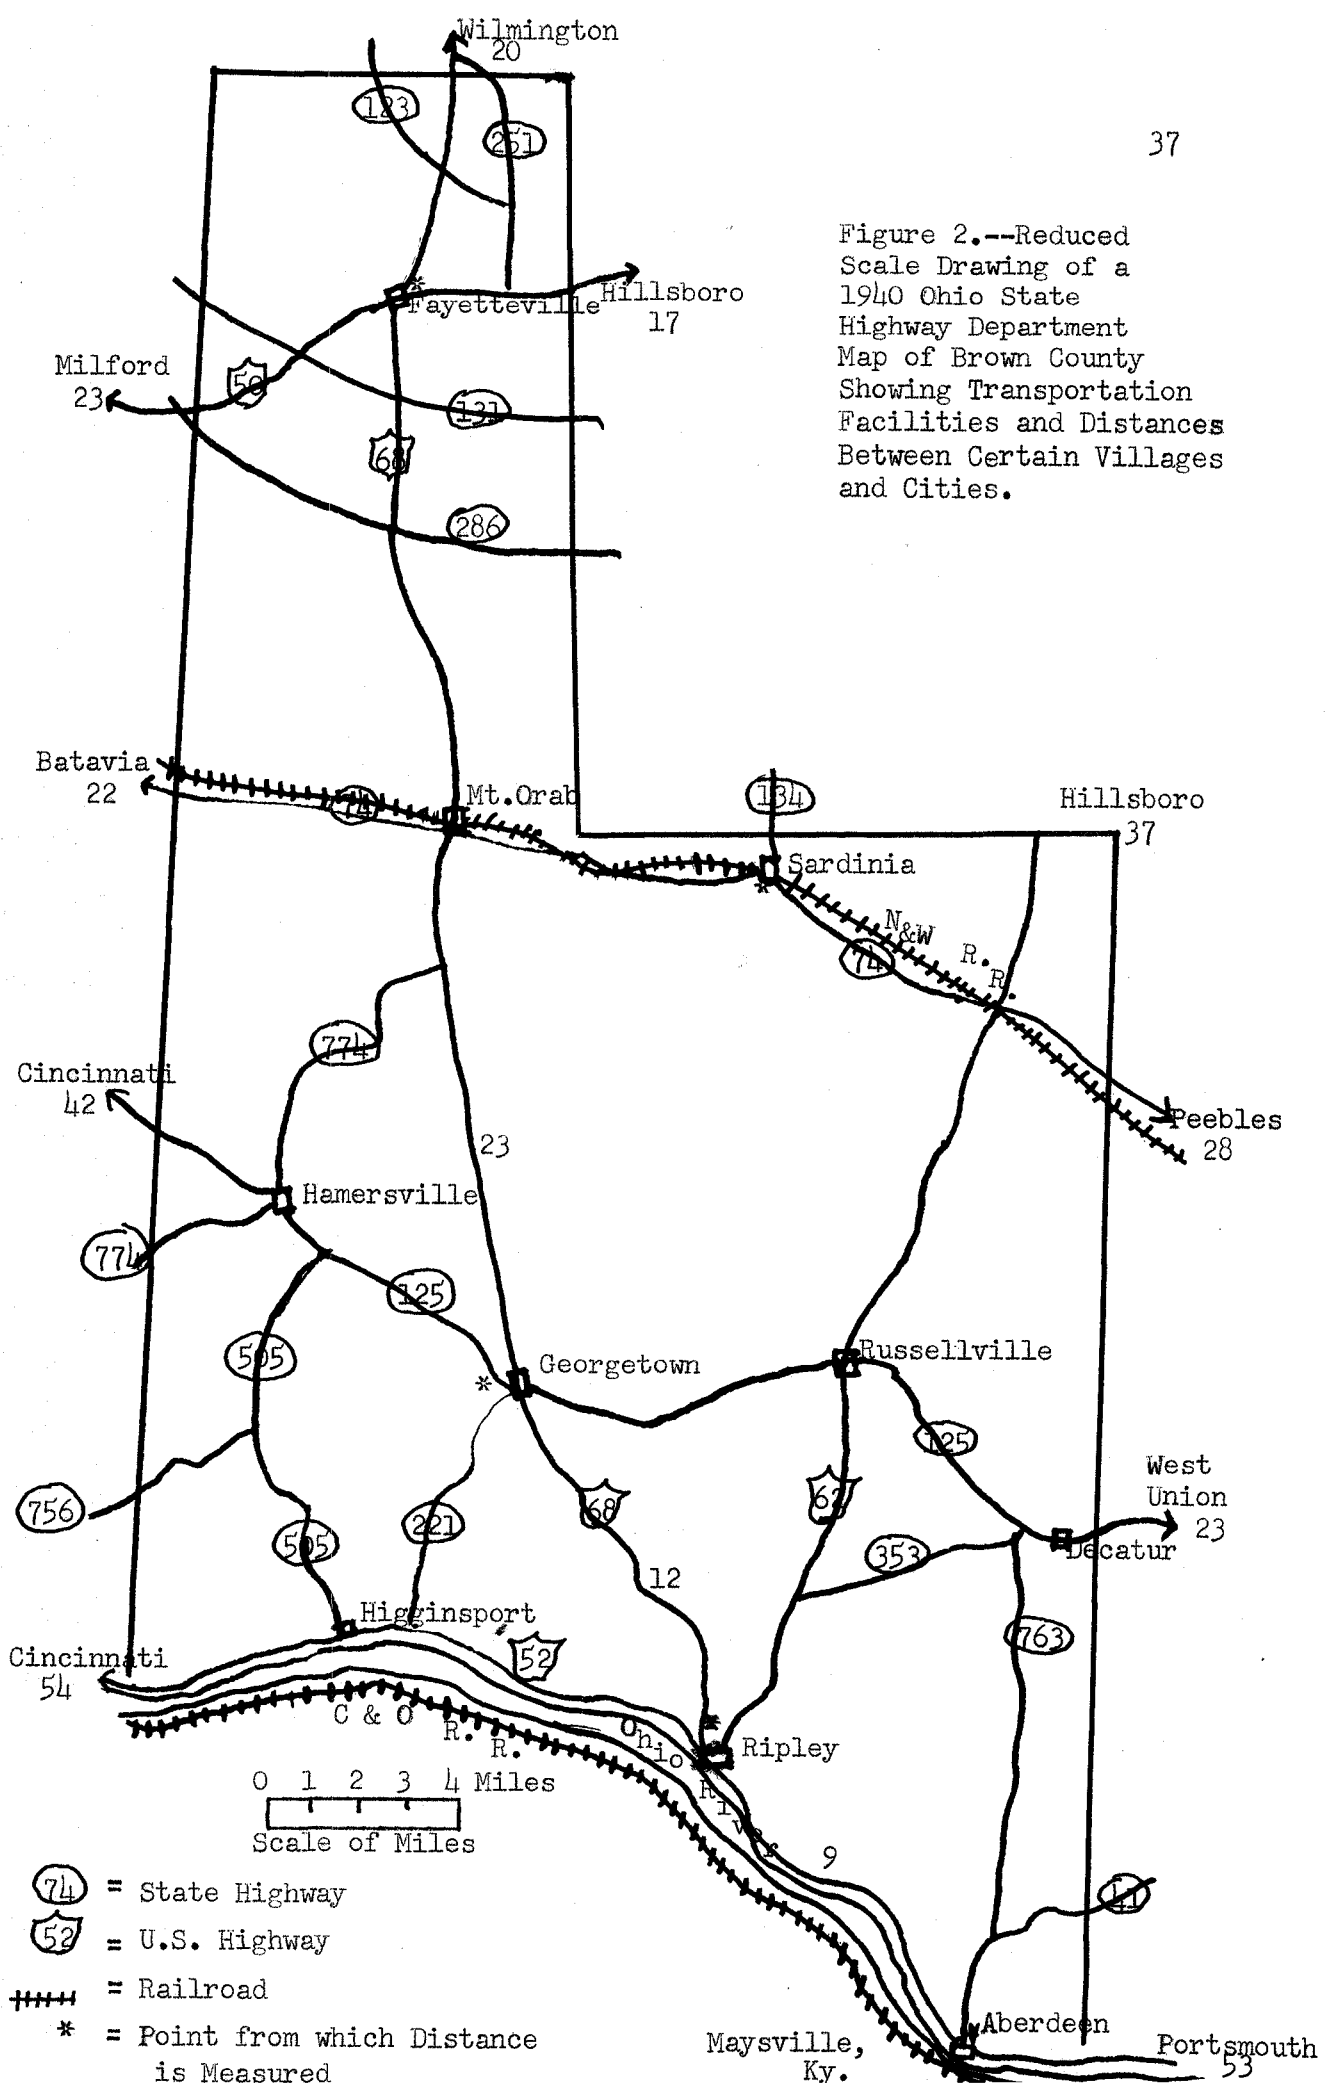 Wilmington
20
123
251
37
Figure 2.--Reduced
Scale Drawing of a
1940 Ohio State
Highway Department
Map of Brown County
Showing Transportation
Facilities and Distances
Between Certain Villages
and Cities.
*
Fayetteville
Hillsboro
17
Milford
23
50
131
68
286
Batavia
22
74
Mt.Orab
134
Hillsboro
37
Sardinia
*
N&W R. R.
74
774
Cincinnati
42
Peebles
28
23
Hamersville
774
125
505
Georgetown
*
Russellville
125
West
Union
23
756
505
221
68
62
353
Decatur
12
Higginsport
52
763
Cincinnati
54
C & O R. R.
Ohio River
*
Ripley
0 1 2 3 4 Miles
Scale of Miles
9
41
74 = State Highway
52 = U.S. Highway
= Railroad
* = Point from which Distance
is Measured
Aberdeen
Maysville,
Ky.
Portsmouth
53